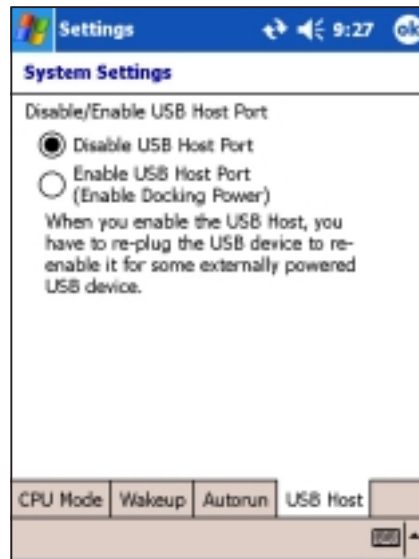 Settings 9:27 ok
System Settings
Disable/Enable USB Host Port
Disable USB Host Port
Enable USB Host Port
(Enable Docking Power)
When you enable the USB Host, you
have to re-plug the USB device to re-
enable it for some externally powered
USB device.
CPU Mode Wakeup Autorun USB Host